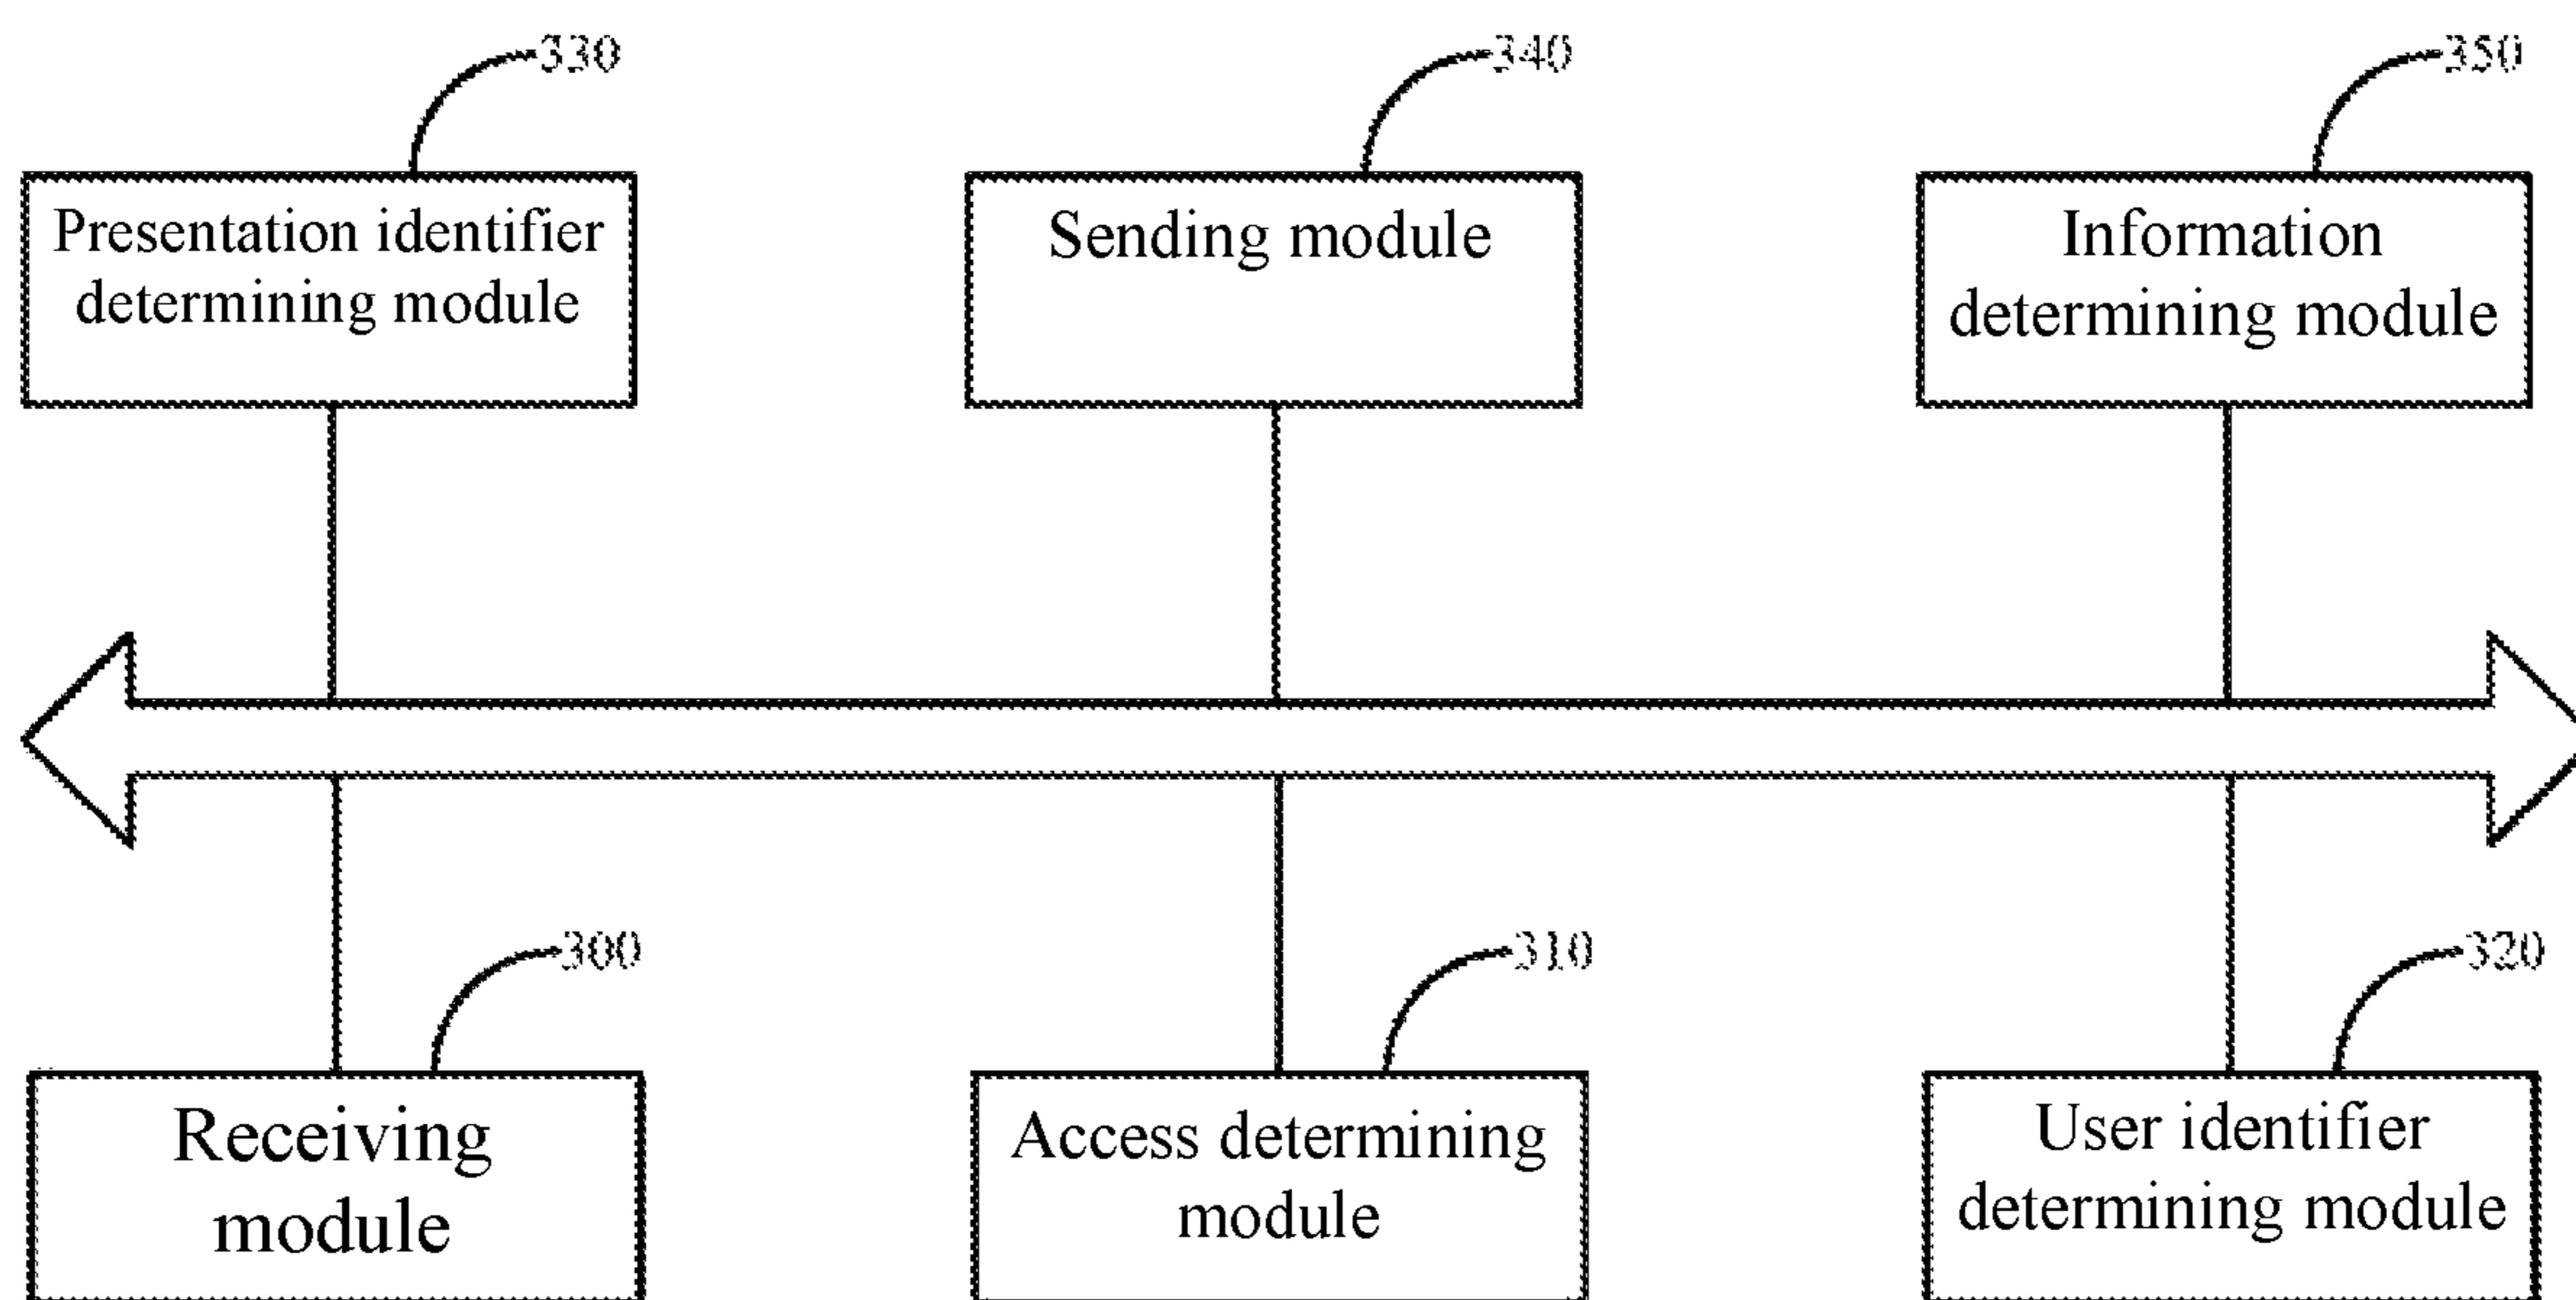 330
340
350
Presentation identifier
determining module
Sending module
Information
determining module
300
310
320
Receiving
module
Access determining
module
User identifier
determining module